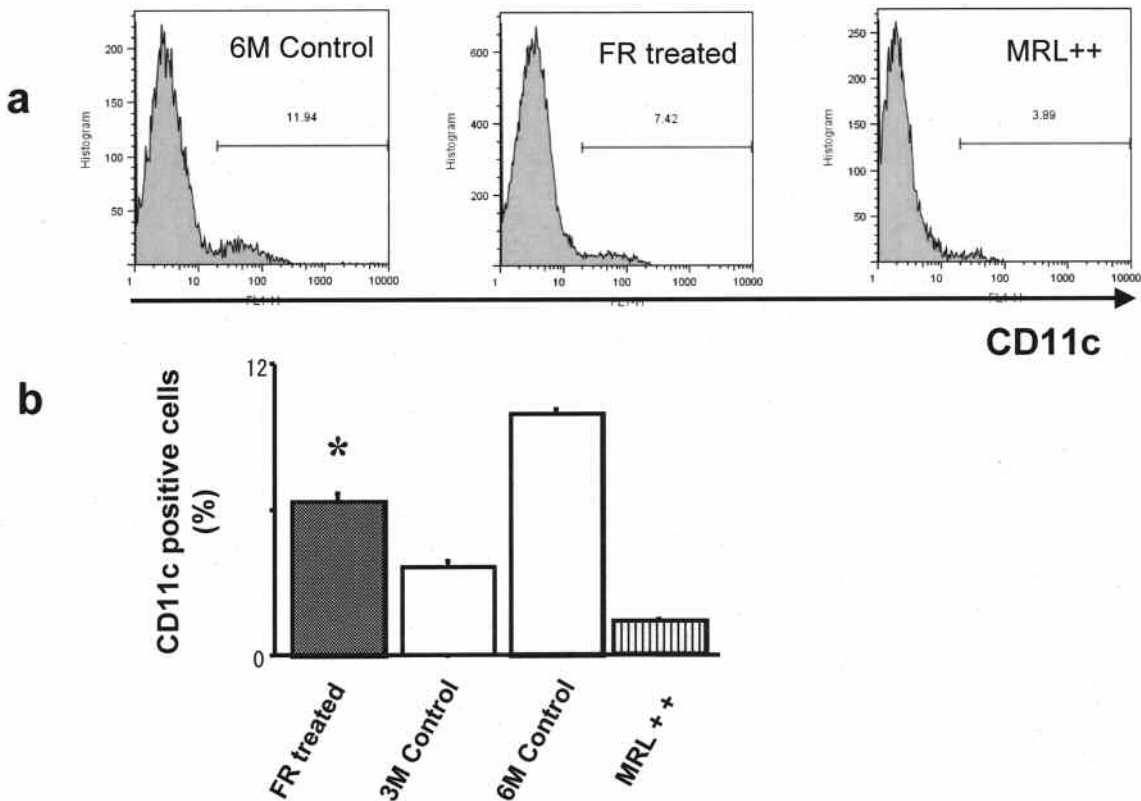 a
6M Control
FR treated
MRL++
11.94
7.42
3.89
Histogram
200
150
100
50
Histogram
600
400
200
Histogram
250
200
150
100
50
1 10 100 1000 10000
1 10 100 1000 10000
1 10 100 1000 10000
CD11c
b
CD11c positive cells
(%)
12
0
*
FR treated
3M Control
6M Control
MRL + +